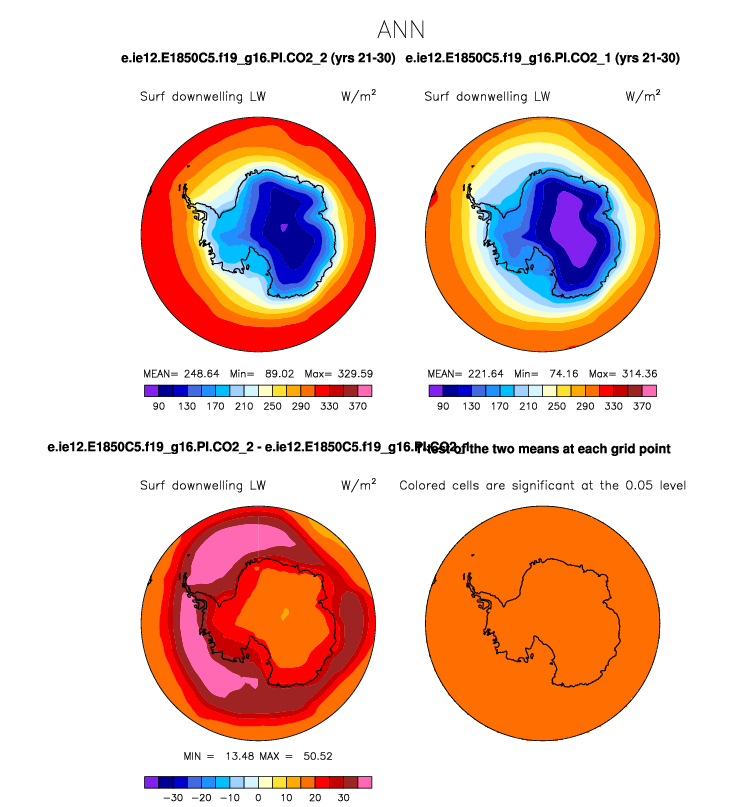 ANN
e.ie12.E1850C5.f19_g16.PI.CO2_2 (yrs 21-30) e.ie12.E1850C5.f19_g16.PI.CO2_1 (yrs 21-30)
Surf downwelling LW W/m² Surf downwelling LW W/m²
MEAN= 248.64 Min= 89.02 Max= 329.59 MEAN= 221.64 Min= 74.16 Max= 314.36
90 130 170 210 250 290 330 370 90 130 170 210 250 290 330 370
e.ie12.E1850C5.f19_g16.PI.CO2_2 - e.ie12.E1850C5.f19_g16.PI.CO2_1 T-test of the two means at each grid point
Surf downwelling LW W/m² Colored cells are significant at the 0.05 level
MIN = 13.48 MAX = 50.52
−30 −20 −10 0 10 20 30